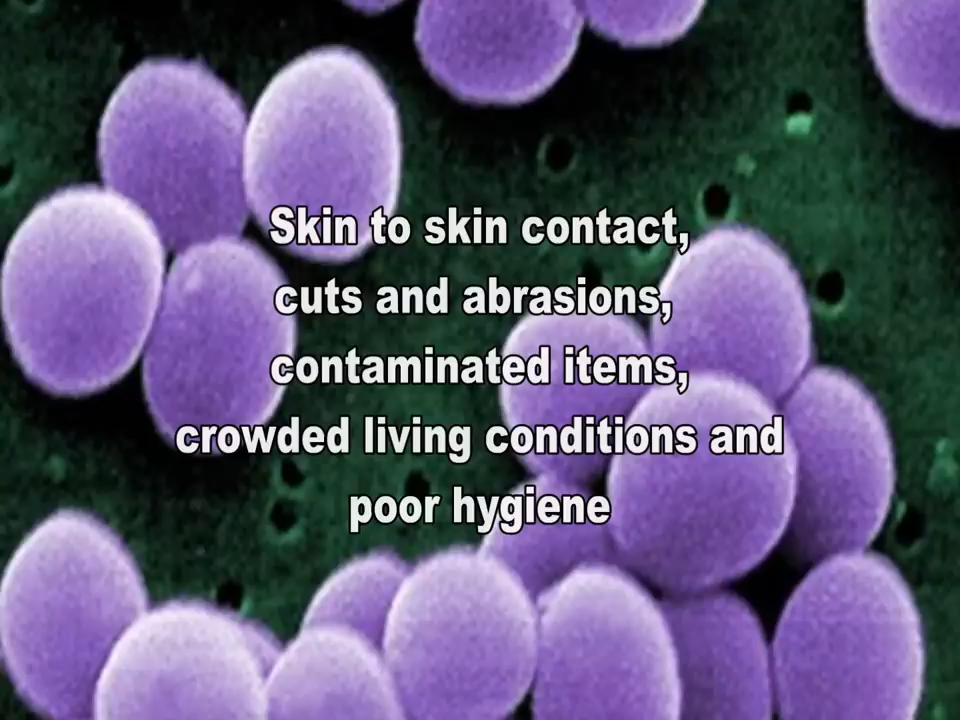 Skin to skin contact,
cuts and abrasions,
contaminated items,
crowded living conditions and
poor hygiene